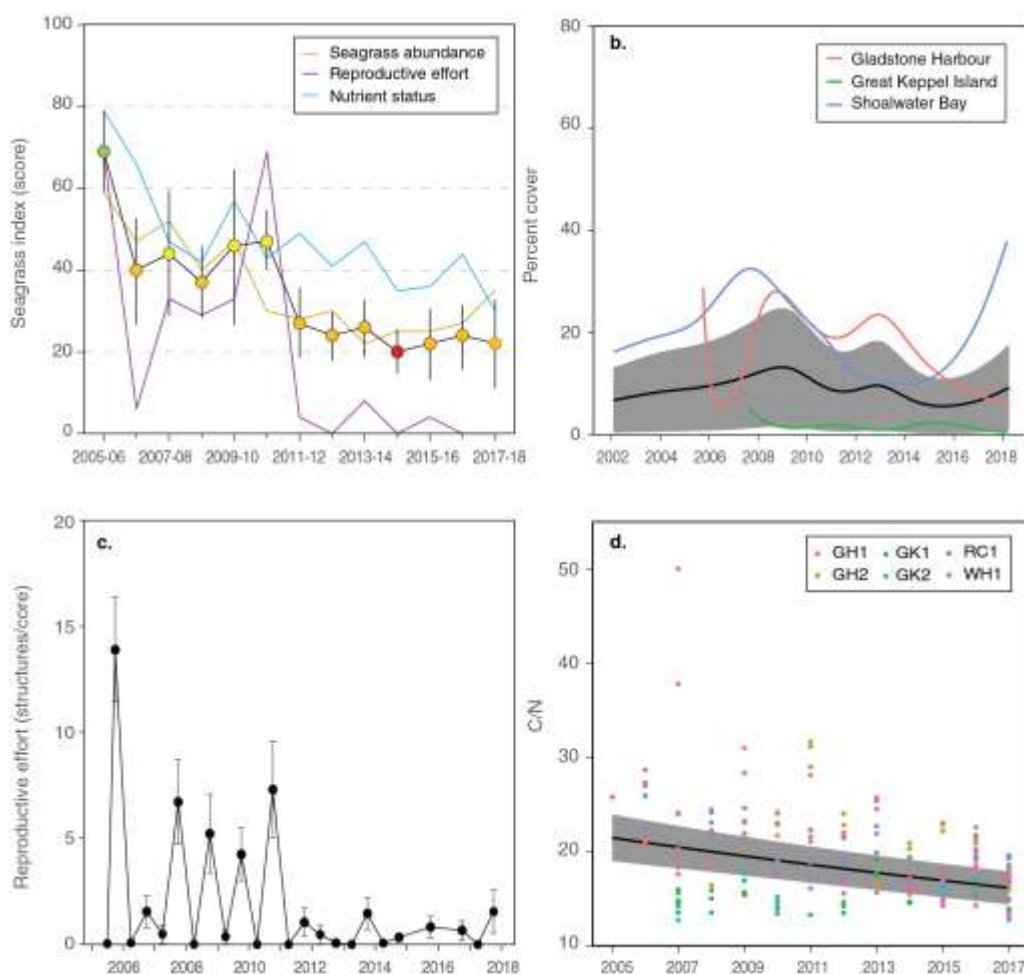 100
80
60
40
20
0
Seagrass index (score)
Seagrass abundance
Reproductive effort
Nutrient status
2005-06 2007-08 2009-10 2011-12 2013-14 2015-16 2017-18
b.
80
60
40
20
0
Percent cover
Gladstone Harbour
Great Keppel Island
Shoalwater Bay
2002 2004 2006 2008 2010 2012 2014 2016 2018
c.
20
15
10
5
0
Reproductive effort (structures/core)
2006 2008 2010 2012 2014 2016 2018
d.
50
40
30
20
10
C/N
GH1 GK1 RC1
GH2 GK2 WH1
2005 2007 2009 2011 2013 2015 2017